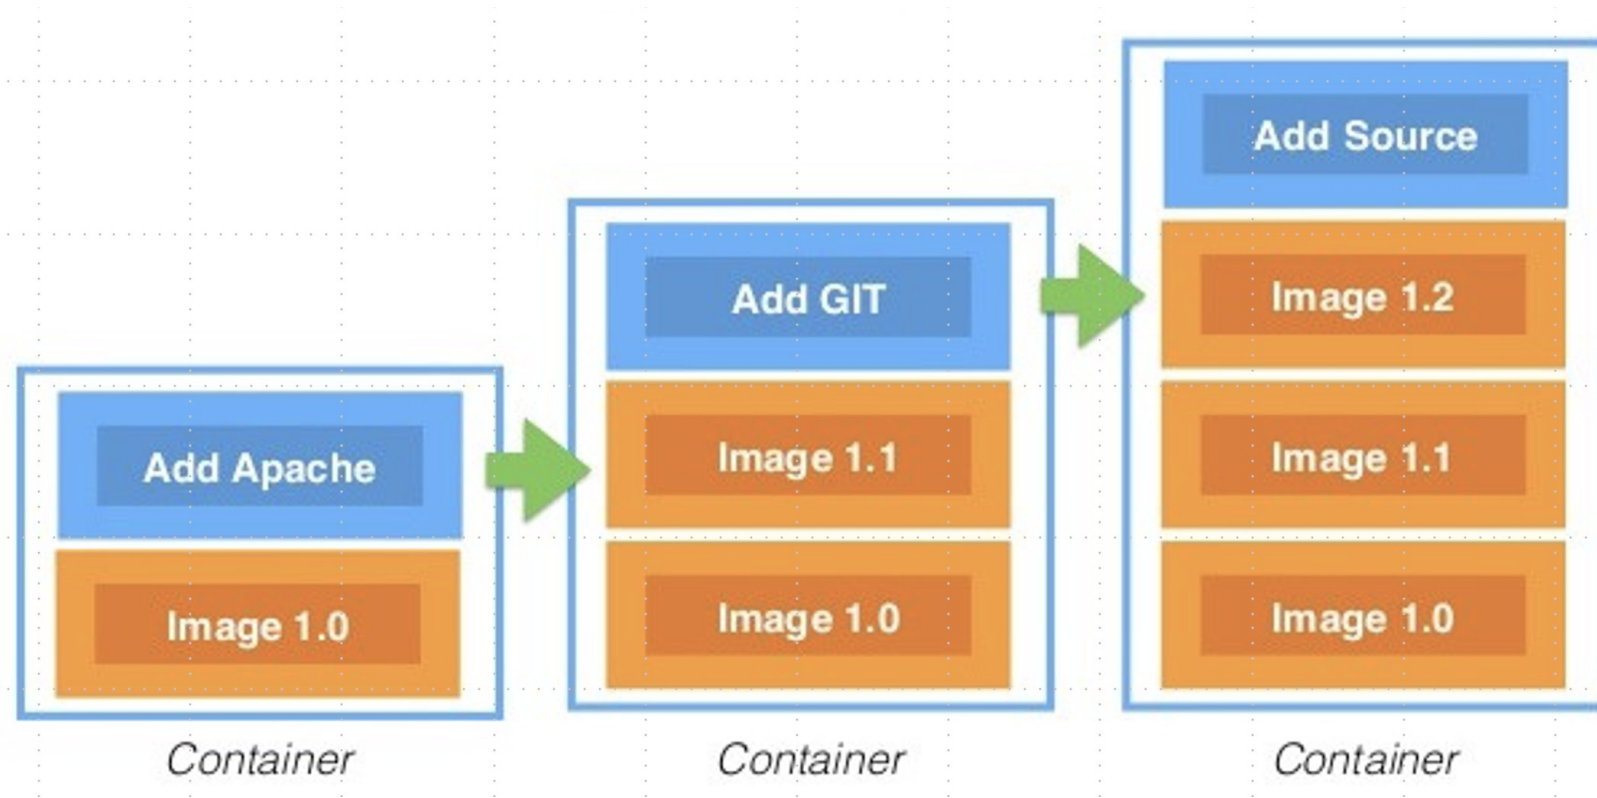 Add Apache
Image 1.0
Container
Add GIT
Image 1.1
Image 1.0
Container
Add Source
Image 1.2
Image 1.1
Image 1.0
Container